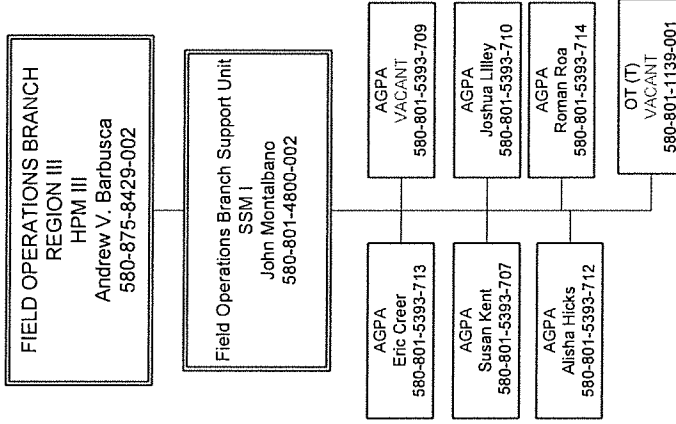 FIELD OPERATIONS BRANCH
REGION III
HPM III
Andrew V. Barbusca
580-875-8429-002
Field Operations Branch Support Unit
SSM I
John Montalbano
580-801-4800-002
AGPA
Eric Creer
580-801-5393-713
AGPA
VACANT
580-801-5393-709
AGPA
Susan Kent
580-801-5393-707
AGPA
Joshua Lilley
580-801-5393-710
AGPA
Alisha Hicks
580-801-5393-712
AGPA
Roman Roa
580-801-5393-714
OT (T)
VACANT
580-801-1139-001